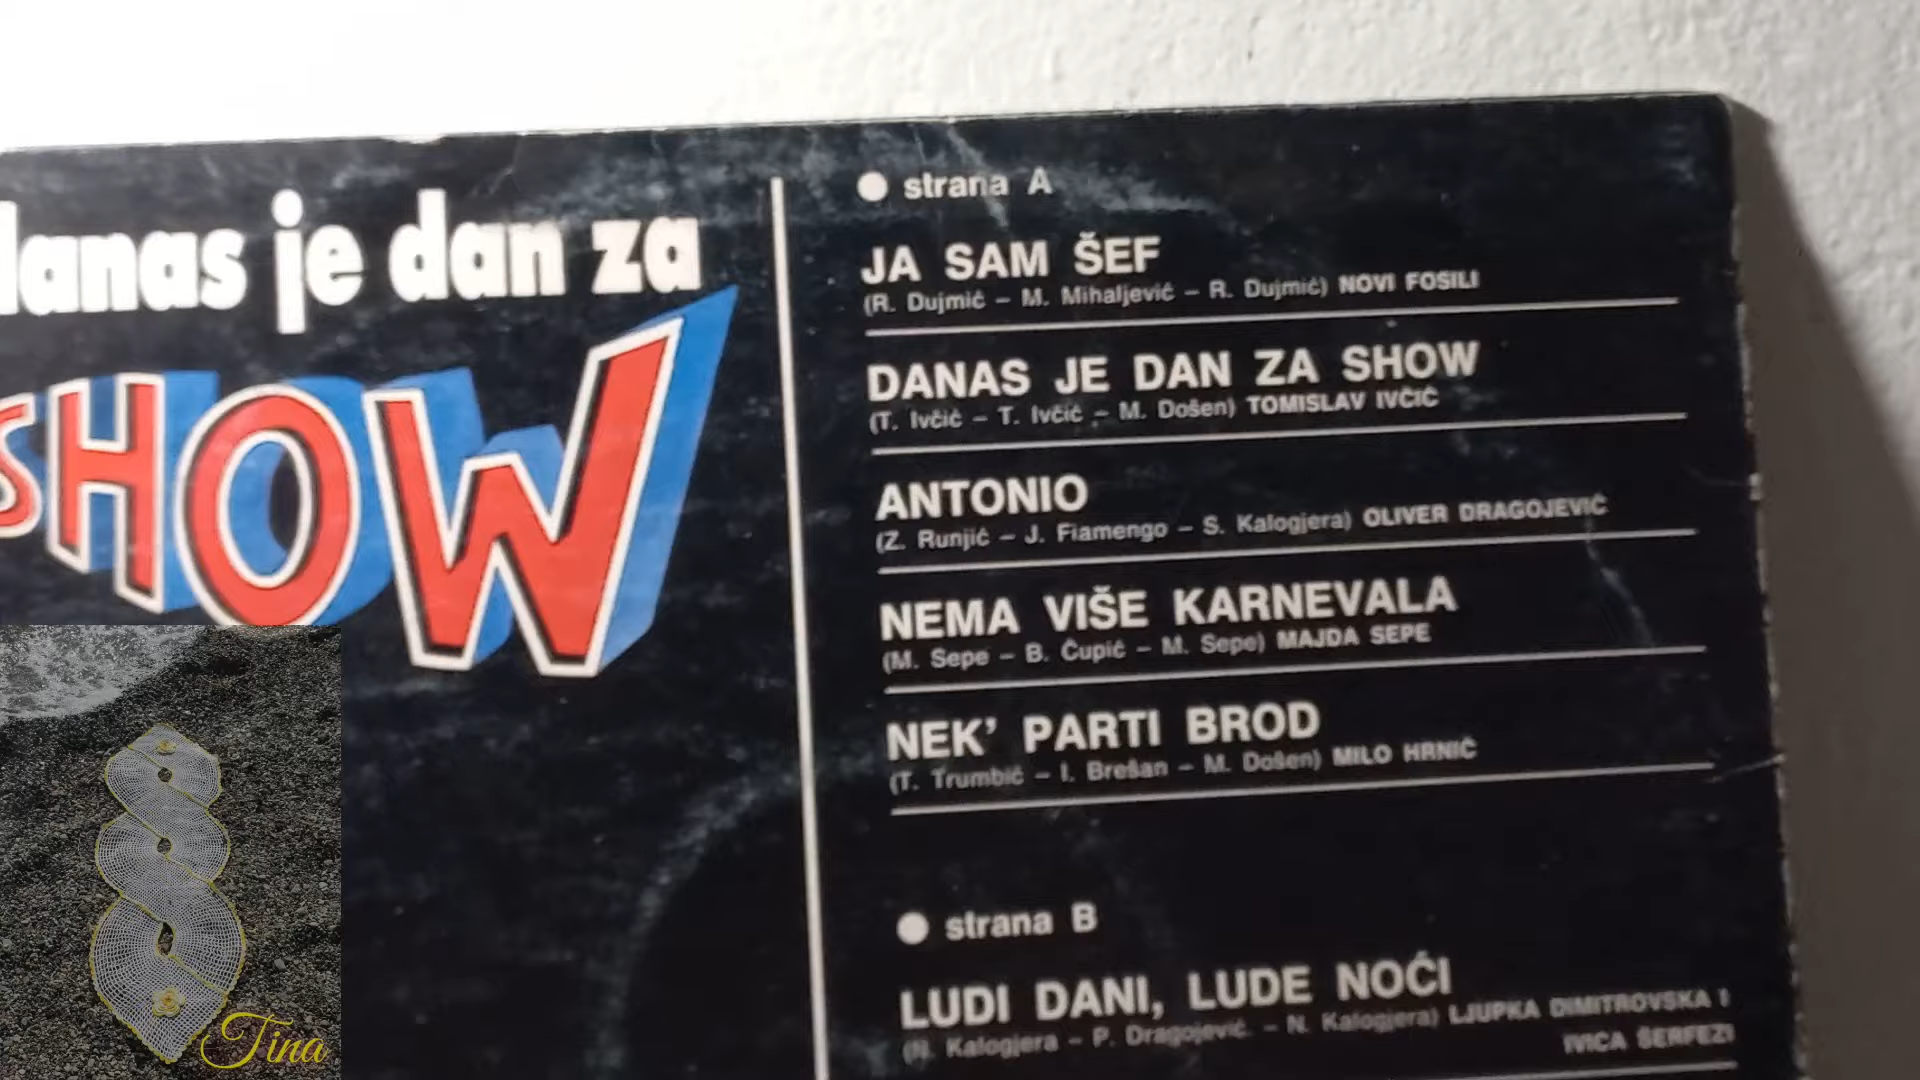 danas je dan za
SHOW
● strana A
JA SAM ŠEF
(R. Dujmić – M. Mihaljević – R. Dujmić) NOVI FOSILI
DANAS JE DAN ZA SHOW
(T. Ivčić – T. Ivčić – M. Došen) TOMISLAV IVČIĆ
ANTONIO
(Z. Runjić – J. Fiamengo – S. Kalogjera) OLIVER DRAGOJEVIĆ
NEMA VIŠE KARNEVALA
(M. Sepe – B. Čupić – M. Sepe) MAJDA SEPE
NEK’ PARTI BROD
(T. Trumbić – I. Brešan – M. Došen) MILO HRNIĆ
● strana B
LUDI DANI, LUDE NOĆI
(N. Kalogjera – P. Dragojević. – N. Kalogjera) LJUPKA DIMITROVSKA I
IVICA ŠERFEZI
Tina